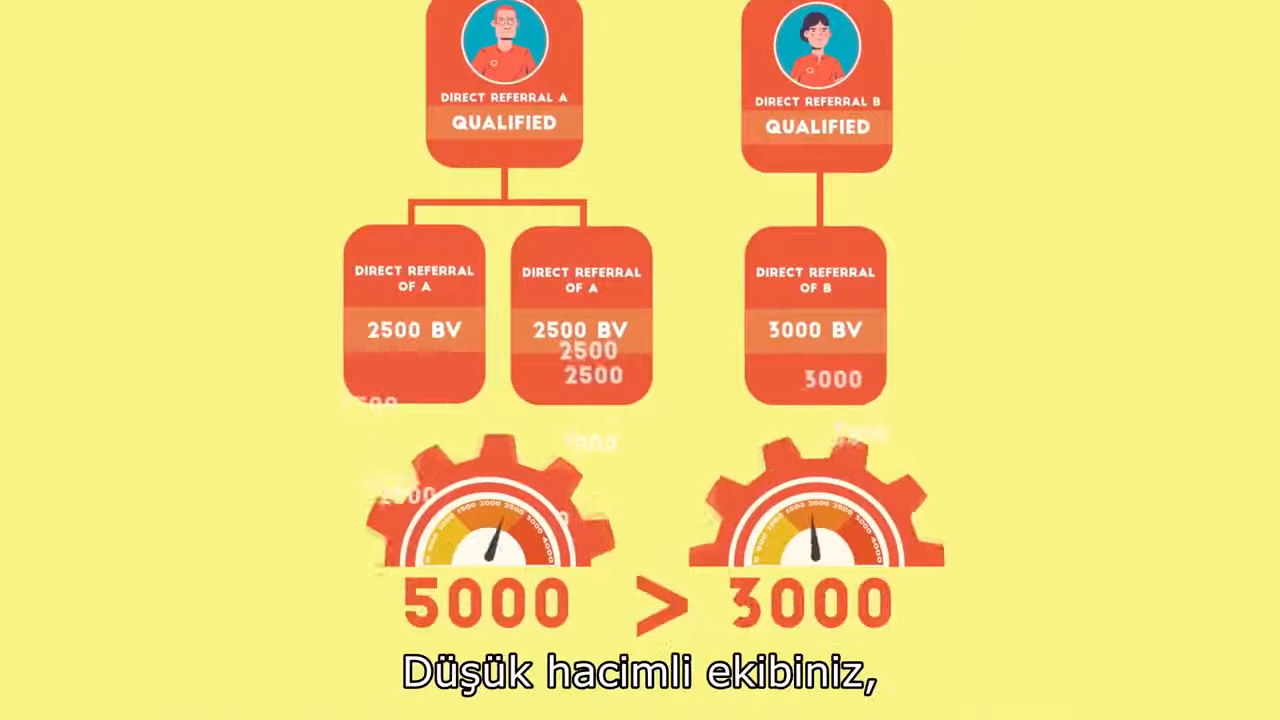 DIRECT REFERRAL A
QUALIFIED
DIRECT REFERRAL B
QUALIFIED
DIRECT REFERRAL
OF A
2500 BV
DIRECT REFERRAL
OF A
2500 BV
2500
2500
DIRECT REFERRAL
OF B
3000 BV
3000
5000 > 3000
Düşük hacimli ekibiniz,